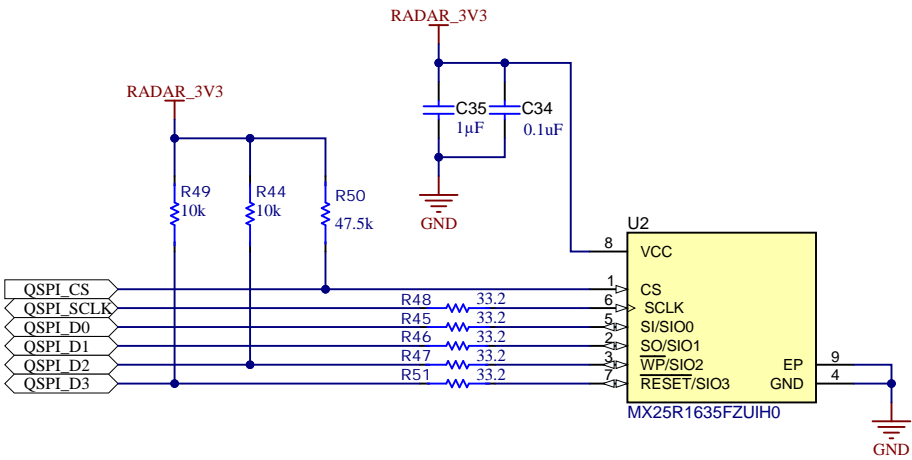 RADAR_3V3
C35
1µF
C34
0.1uF
GND
RADAR_3V3
R49
10k
R44
10k
R50
47.5k
U2
8 VCC
QSPI_CS 1 CS
QSPI_SCLK R48 33.2 6 SCLK
QSPI_D0 R45 33.2 5 SI/SIO0
QSPI_D1 R46 33.2 2 SO/SIO1
QSPI_D2 R47 33.2 3 WP/SIO2 EP 9
QSPI_D3 R51 33.2 7 RESET/SIO3 GND 4
MX25R1635FZUIH0
GND